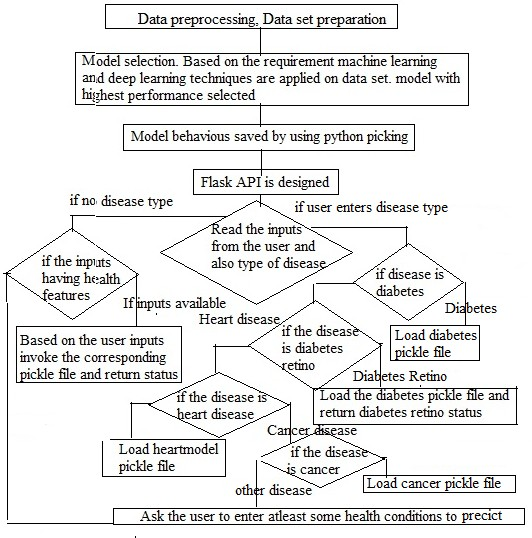 Data preprocessing, Data set preparation
Model selection. Based on the requirement machine learning
and deep learning techniques are applied on data set. model with
highest performance selected
Model behavious saved by using python picking
Flask API is designed
if no disease type
if user enters disease type
Read the inputs
from the user and
also type of disease
if the inputs
having health
features
if disease is
diabetes
If inputs available
Diabetes
Heart disease
if the disease
is diabetes
retino
Based on the user inputs
invoke the corresponding
pickle file and return status
Load diabetes
pickle file
Diabetes Retino
if the disease is
heart disease
Load the diabetes pickle file and
return diabetes retino status
Cancer disease
Load heartmodel
pickle file
if the disease
is cancer
Load cancer pickle file
other disease
Ask the user to enter atleast some health conditions to precict